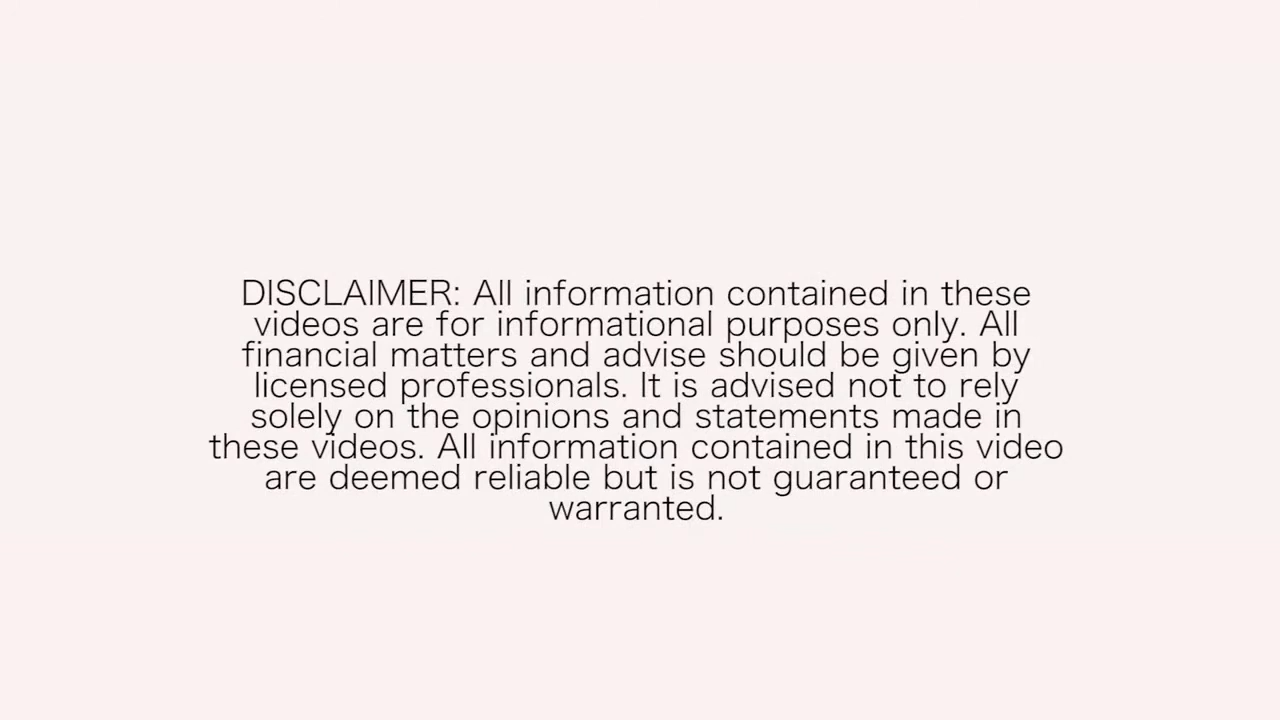 DISCLAIMER: All information contained in these
videos are for informational purposes only. All
financial matters and advise should be given by
licensed professionals. It is advised not to rely
solely on the opinions and statements made in
these videos. All information contained in this video
are deemed reliable but is not guaranteed or
warranted.